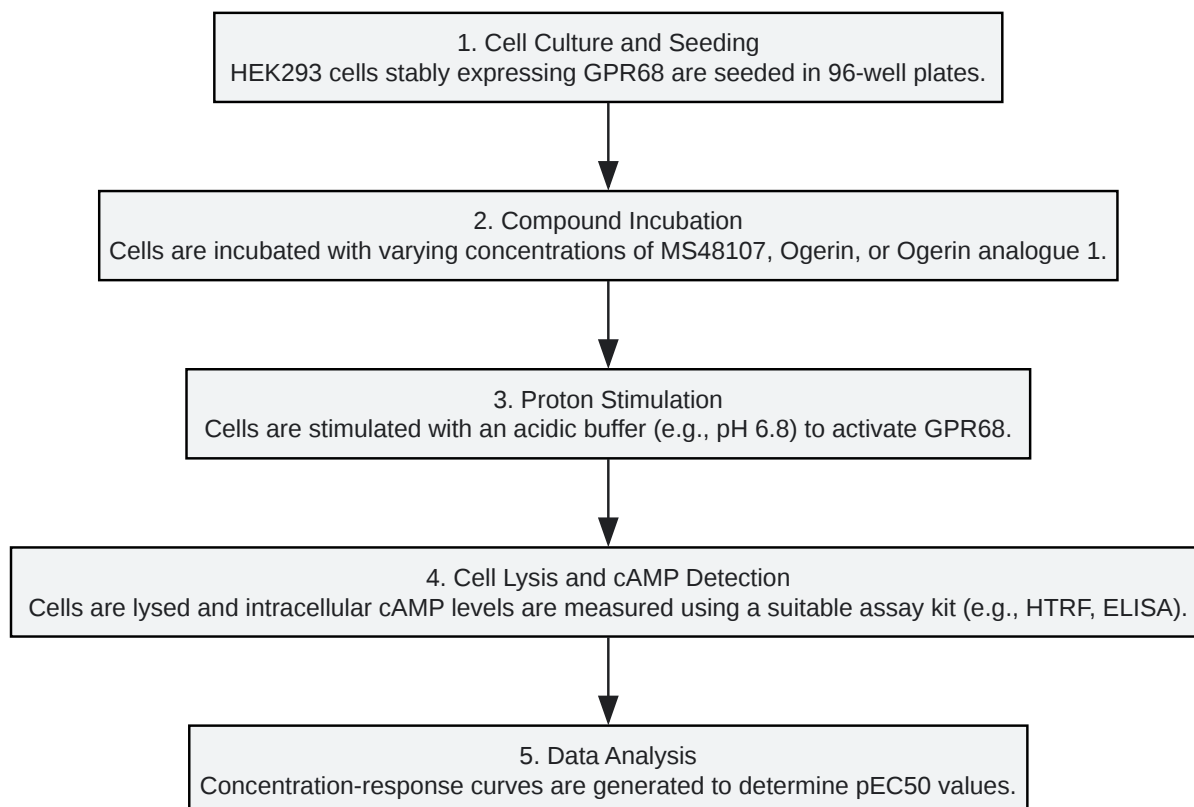 1. Cell Culture and Seeding
HEK293 cells stably expressing GPR68 are seeded in 96-well plates.
2. Compound Incubation
Cells are incubated with varying concentrations of MS48107, Ogerin, or Ogerin analogue 1.
3. Proton Stimulation
Cells are stimulated with an acidic buffer (e.g., pH 6.8) to activate GPR68.
4. Cell Lysis and cAMP Detection
Cells are lysed and intracellular cAMP levels are measured using a suitable assay kit (e.g., HTRF, ELISA).
5. Data Analysis
Concentration-response curves are generated to determine pEC50 values.